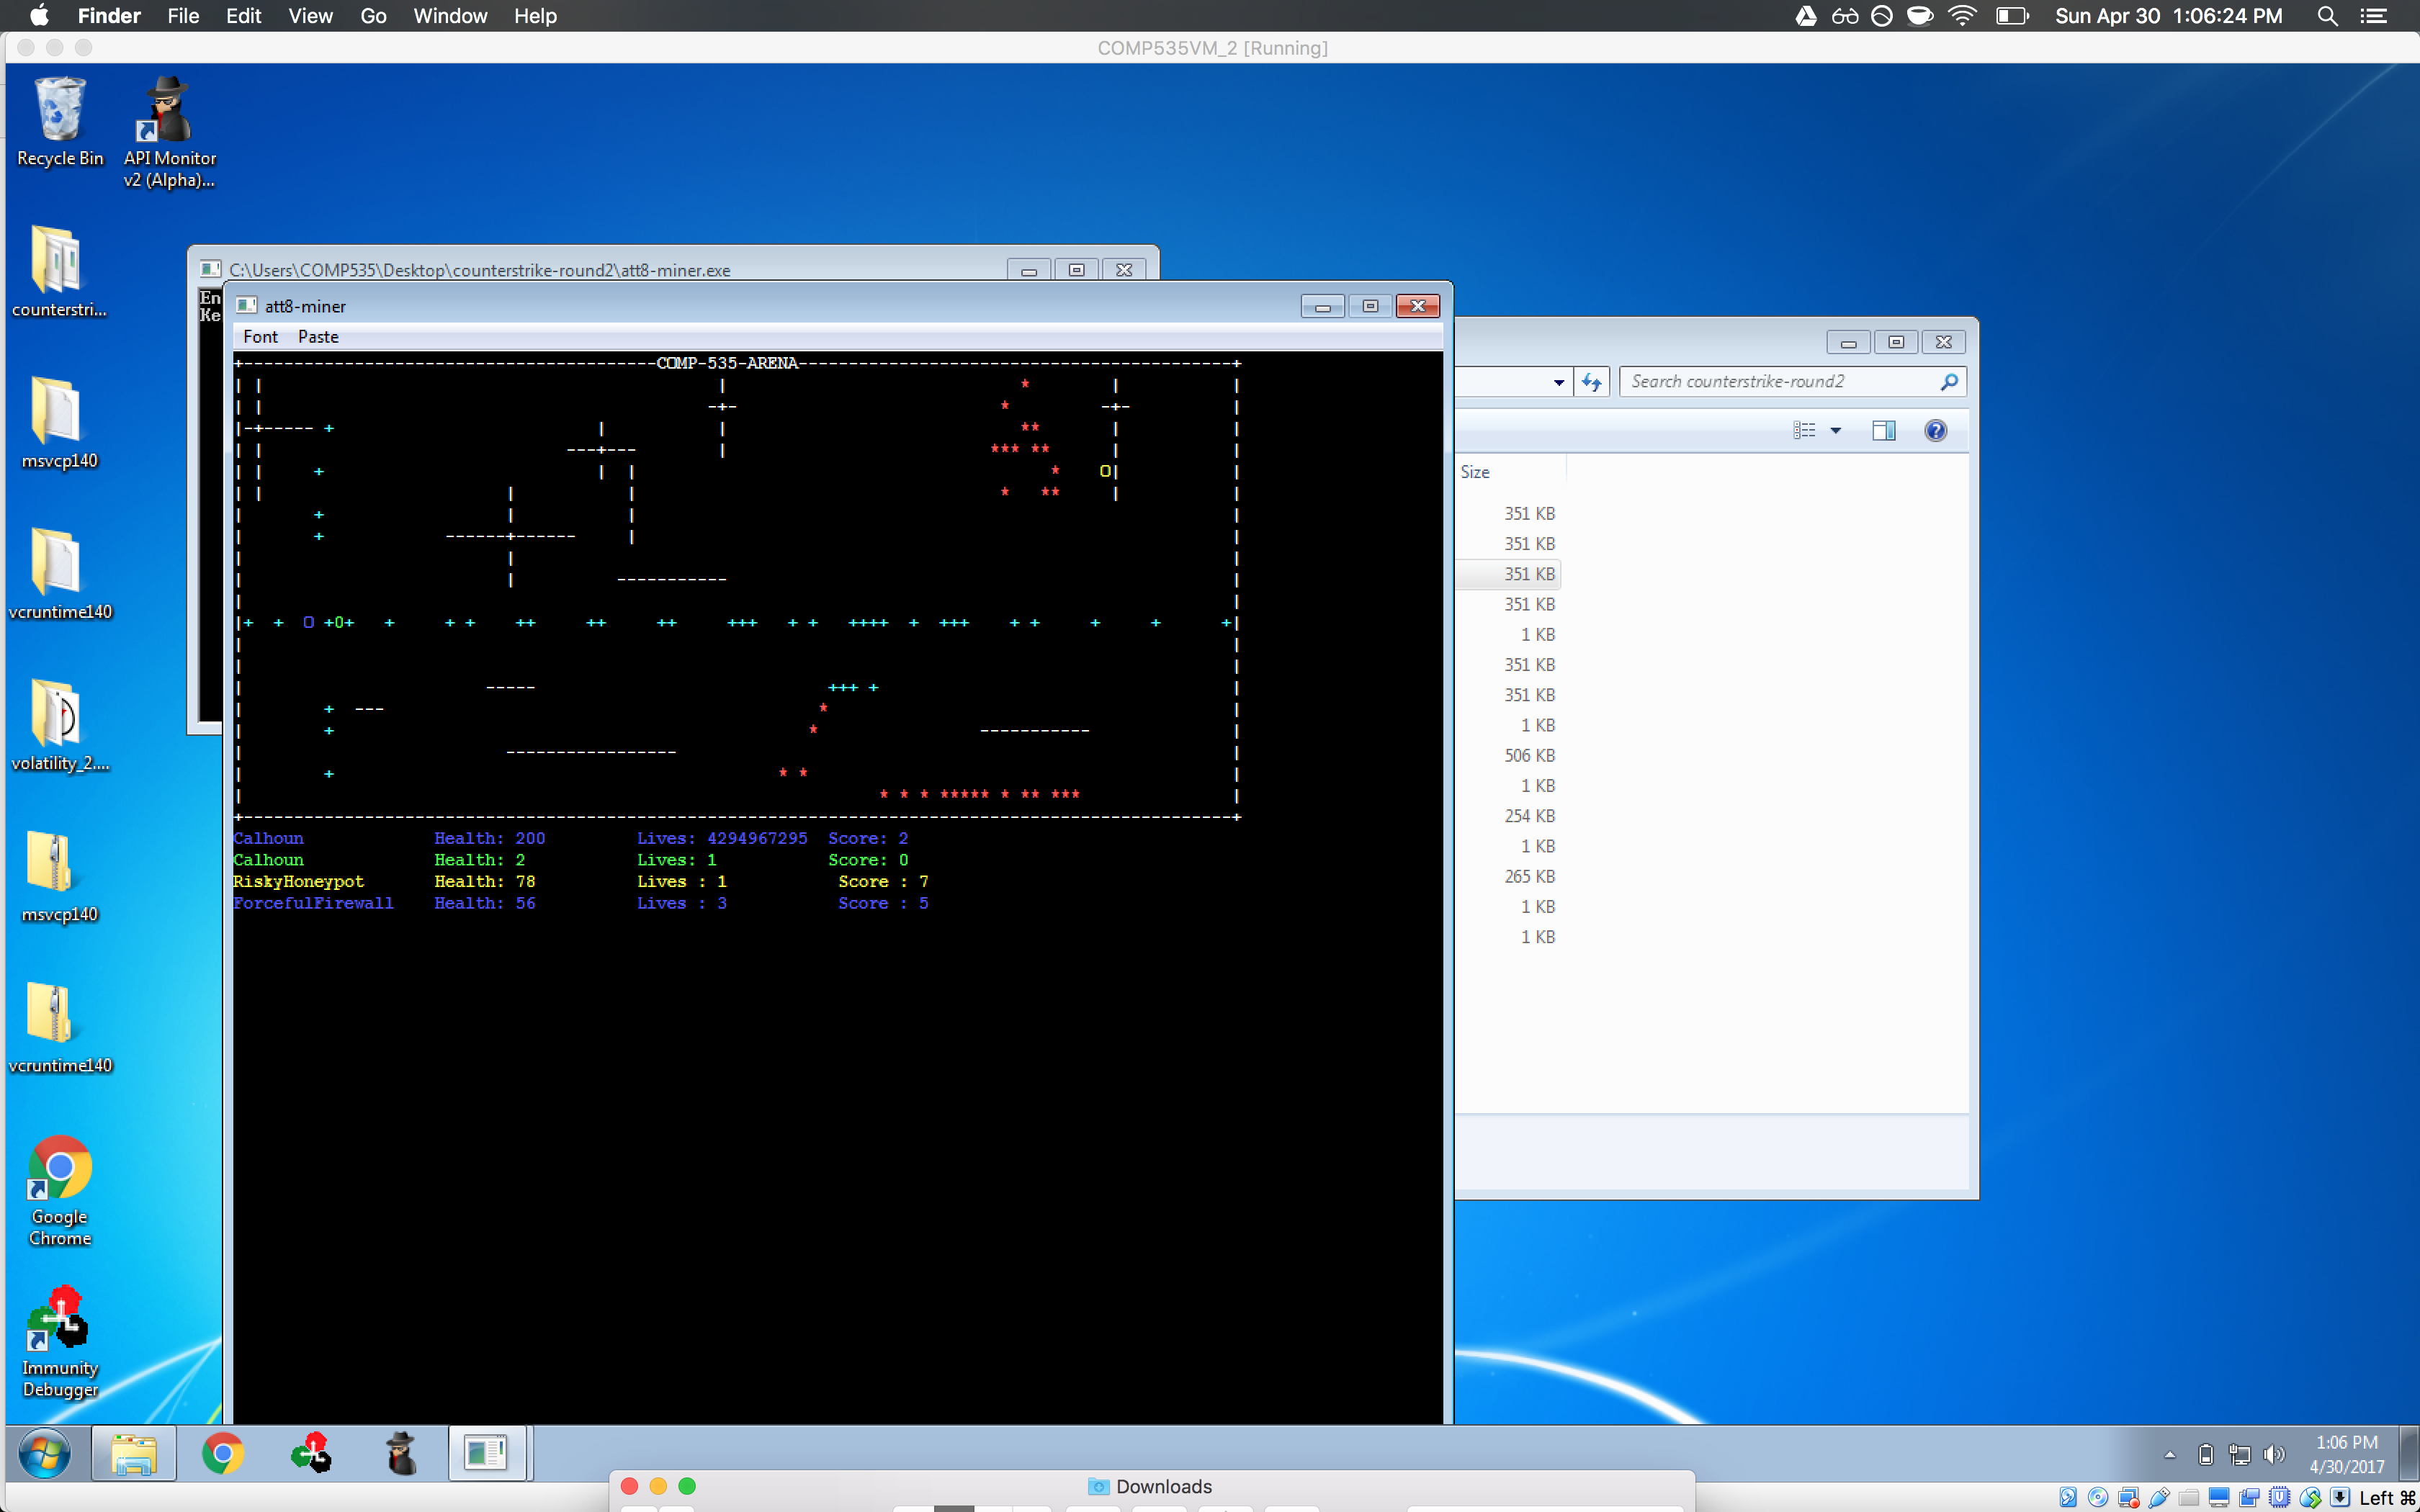 Finder File Edit View Go Window Help Sun Apr 30 1:06:24 PM
COMP535VM_2 [Running]
Recycle Bin
API Monitor
v2 (Alpha)...
counterstri...
msvcp140
vcruntime140
volatility_2....
msvcp140
vcruntime140
Google
Chrome
Immunity
Debugger
C:\Users\COMP535\Desktop\counterstrike-round2\att8-miner.exe
En
Ke
att8-miner
Font Paste
COMP-535-ARENA
Calhoun Health: 200 Lives: 4294967295 Score: 2
Calhoun Health: 2 Lives: 1 Score: 0
RiskyHoneypot Health: 78 Lives : 1 Score : 7
ForcefulFirewall Health: 56 Lives : 3 Score : 5
Search counterstrike-round2
Size
351 KB
351 KB
351 KB
351 KB
1 KB
351 KB
351 KB
1 KB
506 KB
1 KB
254 KB
1 KB
265 KB
1 KB
1 KB
1:06 PM
4/30/2017
Downloads
Left ⌘